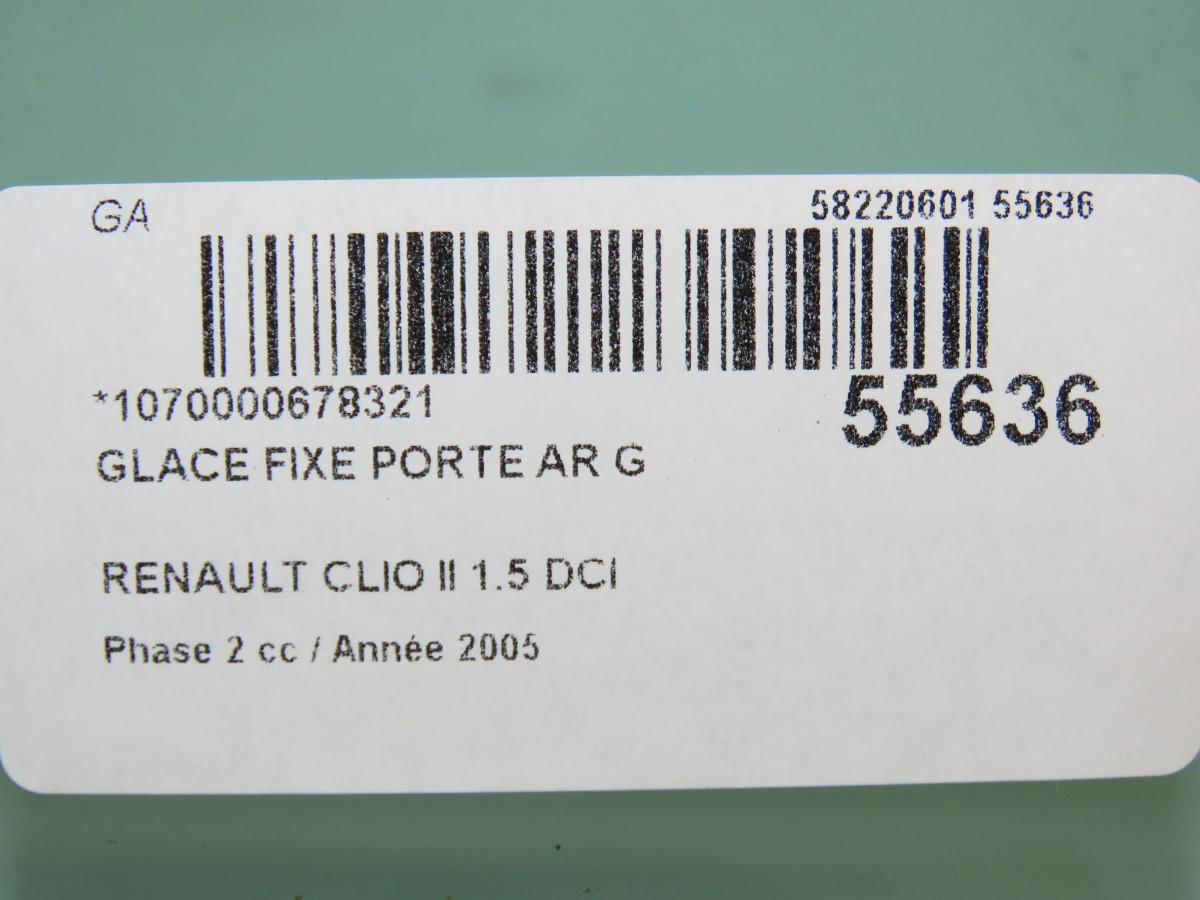 GA
58220601 55636
*1070000678321
55636
GLACE FIXE PORTE AR G
RENAULT CLIO II 1.5 DCI
Phase 2 cc / Année 2005